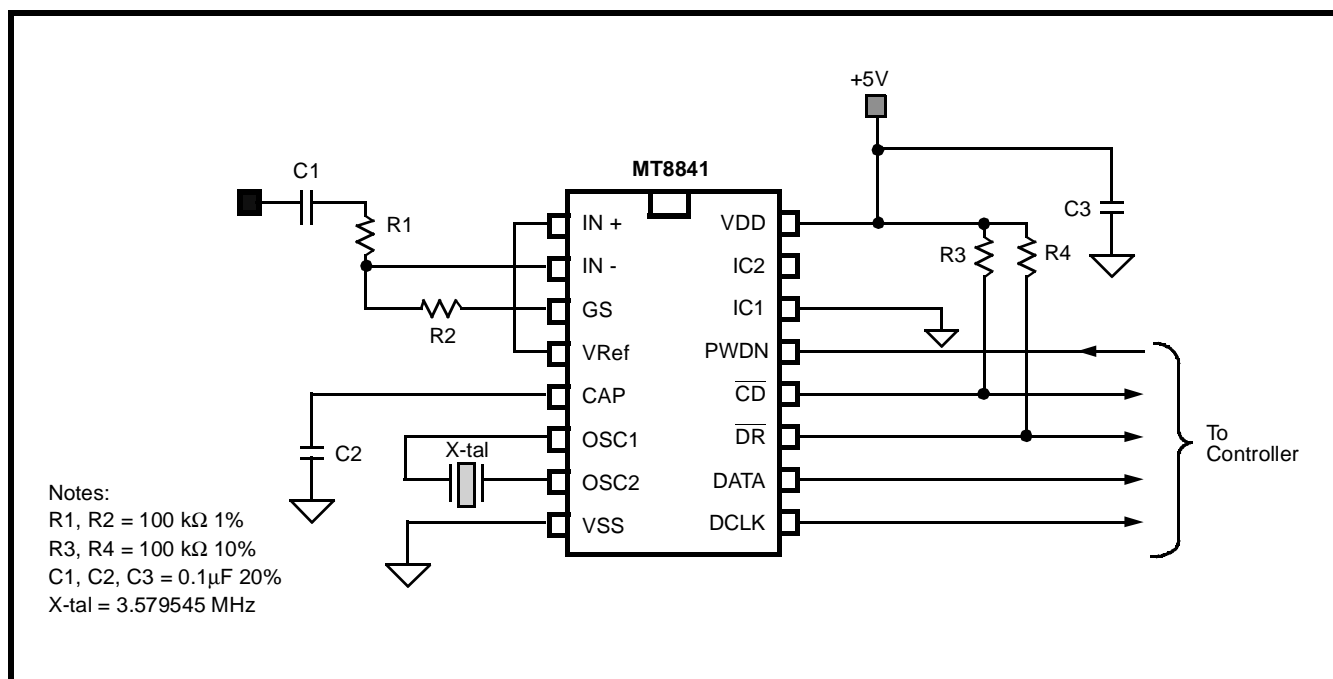 +5V
MT8841
C1
R1
R2
C2
X-tal
IN +
IN -
GS
VRef
CAP
OSC1
OSC2
VSS
VDD
IC2
IC1
PWDN
C̅D̅
D̅R̅
DATA
DCLK
C3
R3
R4
To
Controller
Notes:
R1, R2 = 100 kΩ 1%
R3, R4 = 100 kΩ 10%
C1, C2, C3 = 0.1μF 20%
X-tal = 3.579545 MHz